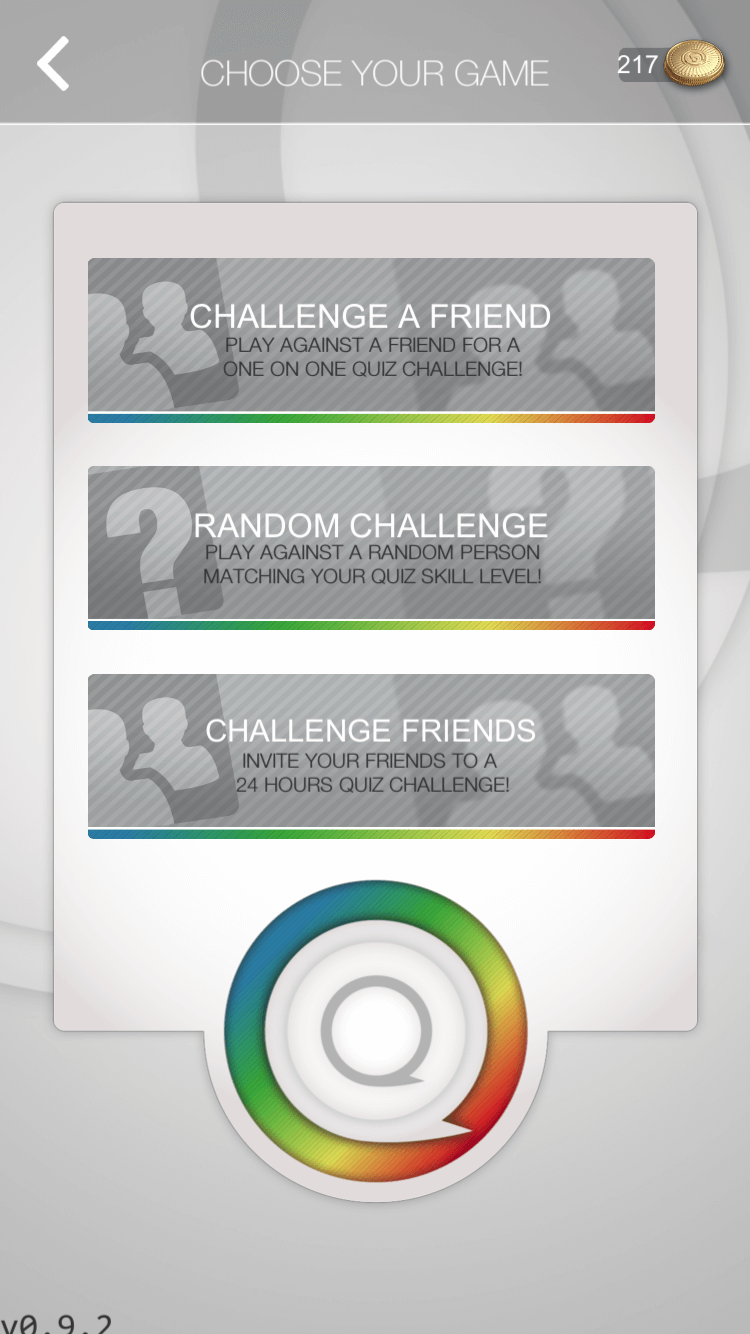 CHOOSE YOUR GAME
217
CHALLENGE A FRIEND
PLAY AGAINST A FRIEND FOR A
ONE ON ONE QUIZ CHALLENGE!
RANDOM CHALLENGE
PLAY AGAINST A RANDOM PERSON
MATCHING YOUR QUIZ SKILL LEVEL!
CHALLENGE FRIENDS
INVITE YOUR FRIENDS TO A
24 HOURS QUIZ CHALLENGE!
v0.9.2